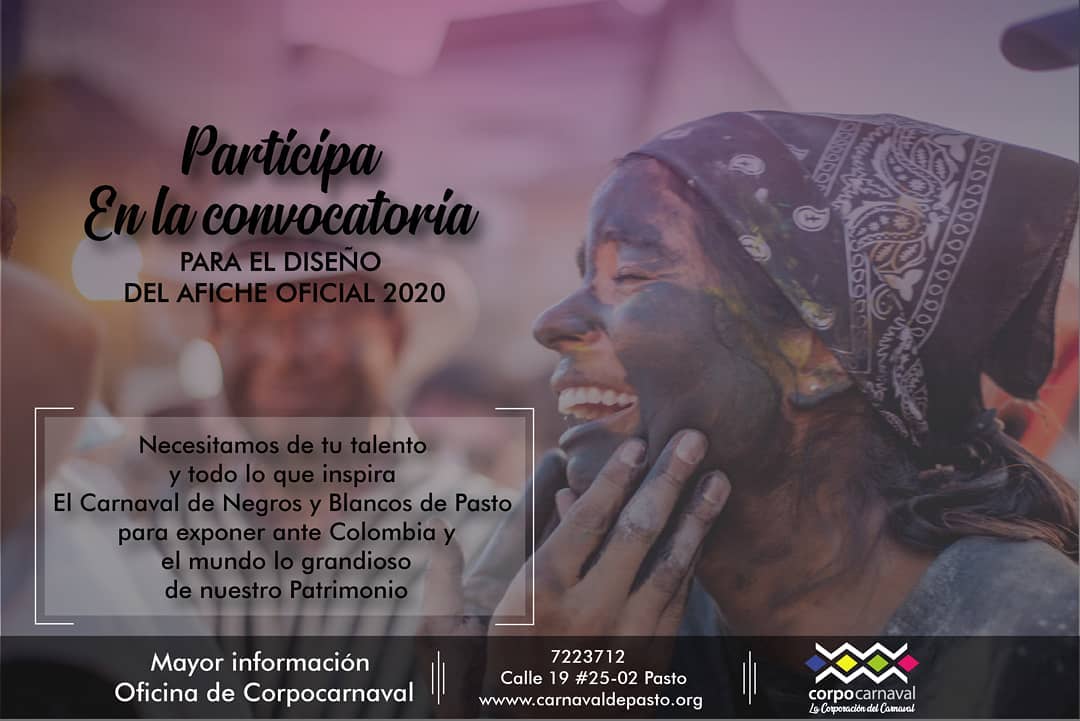 Participa
En la convocatoria
PARA EL DISEÑO
DEL AFICHE OFICIAL 2020
Necesitamos de tu talento
y todo lo que inspira
El Carnaval de Negros y Blancos de Pasto
para exponer ante Colombia y
el mundo lo grandioso
de nuestro Patrimonio
Mayor información
Oficina de Corpocarnaval
7223712
Calle 19 #25-02 Pasto
www.carnavaldepasto.org
corpocarnaval
La Corporación del Carnaval